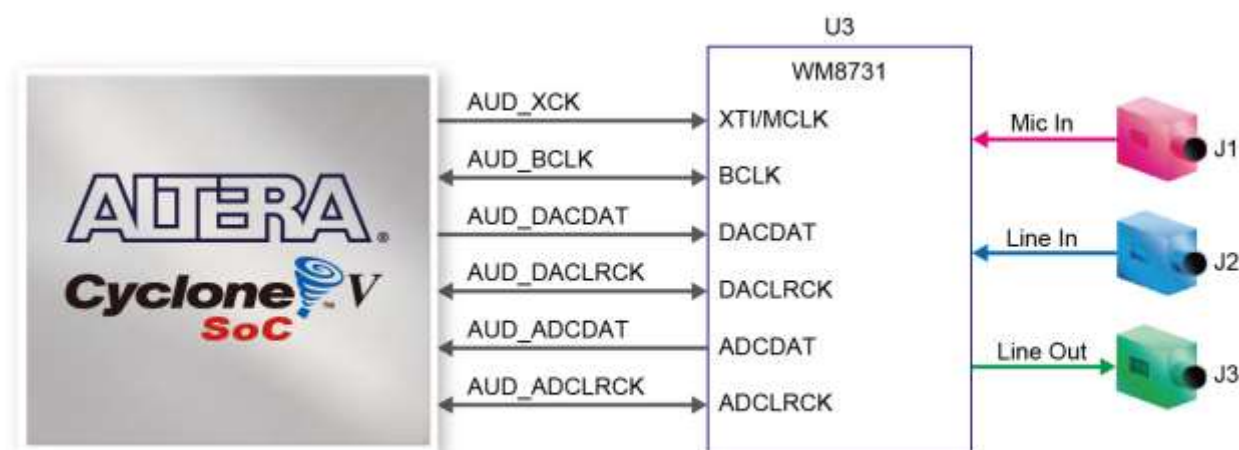 U3
WM8731
AUD_XCK
XTI/MCLK
AUD_BCLK
BCLK
AUD_DACDAT
DACDAT
AUD_DACLRCK
DACLRCK
AUD_ADCDAT
ADCDAT
AUD_ADCLRCK
ADCLRCK
ALTERA®
Cyclone™ V
SoC
Mic In
J1
Line In
J2
Line Out
J3